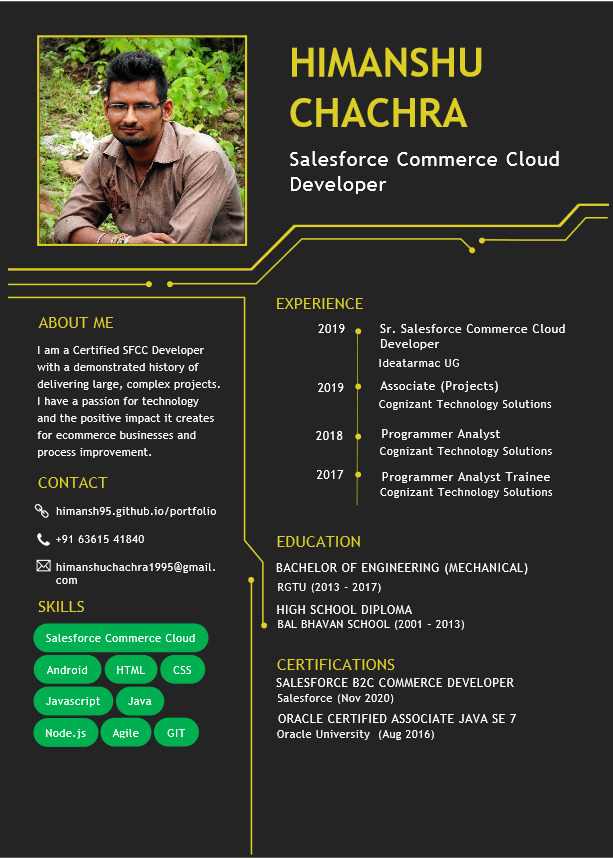 HIMANSHU
CHACHRA
Salesforce Commerce Cloud
Developer
ABOUT ME
I am a Certified SFCC Developer
with a demonstrated history of
delivering large, complex projects.
I have a passion for technology
and the positive impact it creates
for ecommerce businesses and
process improvement.
CONTACT
himansh95.github.io/portfolio
+91 63615 41840
himanshuchachra1995@gmail.
com
SKILLS
Salesforce Commerce Cloud
Android HTML CSS
Javascript Java
Node.js Agile GIT
EXPERIENCE
2019 Sr. Salesforce Commerce Cloud
Developer
Ideatarmac UG
2019 Associate (Projects)
Cognizant Technology Solutions
2018 Programmer Analyst
Cognizant Technology Solutions
2017 Programmer Analyst Trainee
Cognizant Technology Solutions
EDUCATION
BACHELOR OF ENGINEERING (MECHANICAL)
RGTU (2013 - 2017)
HIGH SCHOOL DIPLOMA
BAL BHAVAN SCHOOL (2001 - 2013)
CERTIFICATIONS
SALESFORCE B2C COMMERCE DEVELOPER
Salesforce (Nov 2020)
ORACLE CERTIFIED ASSOCIATE JAVA SE 7
Oracle University (Aug 2016)